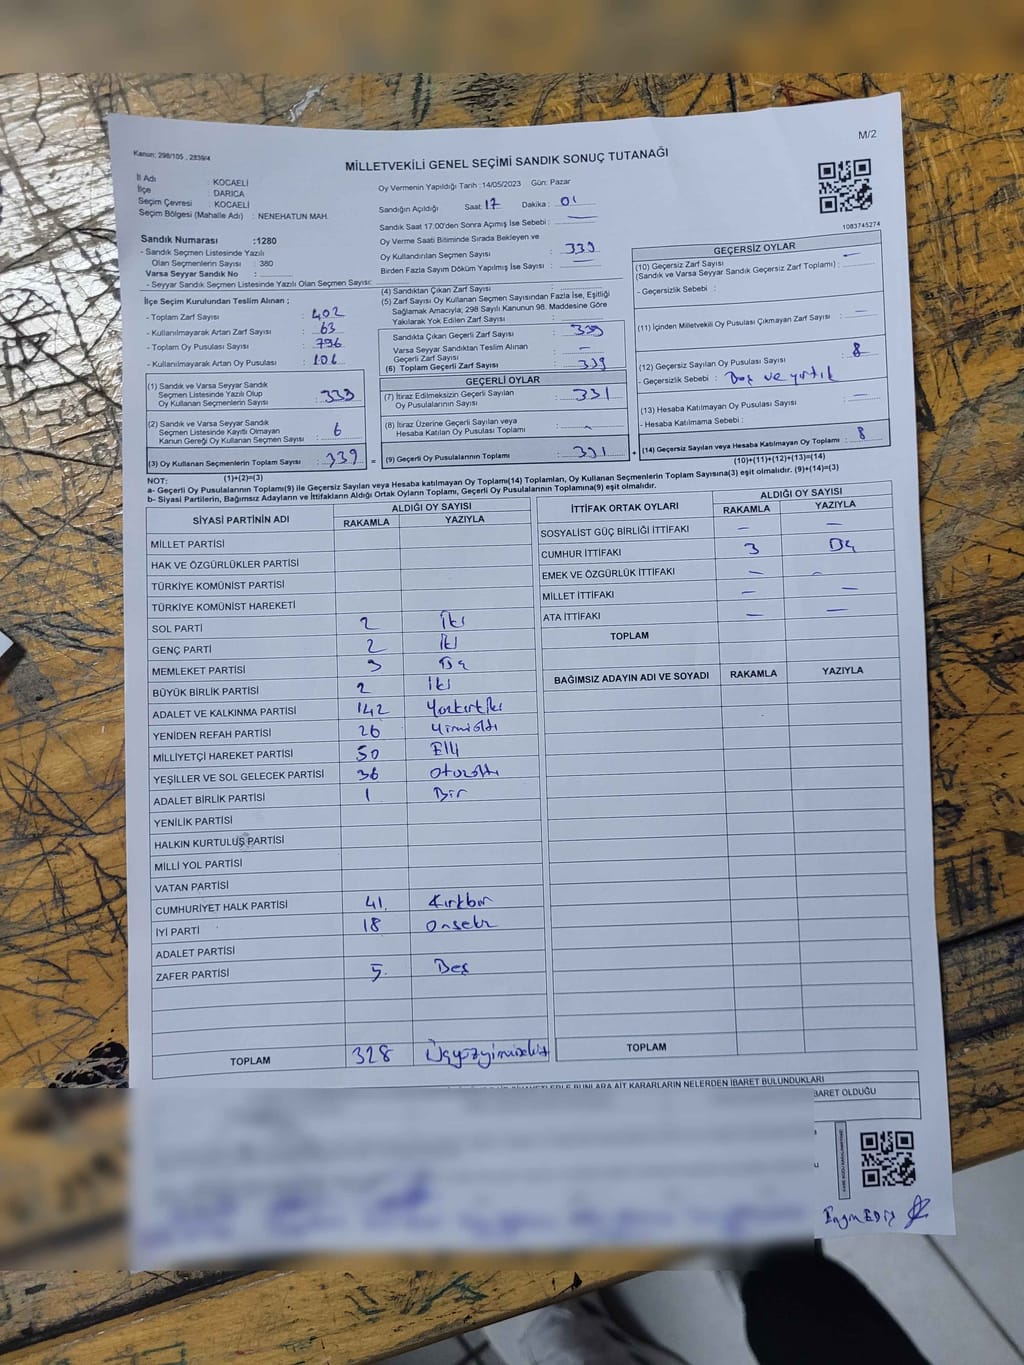 Kanun; 298/105 , 2839/4
M/2
MİLLETVEKİLİ GENEL SEÇİMİ SANDIK SONUÇ TUTANAĞI
İl Adı : KOCAELİ
İlçe : DARICA
Seçim Çevresi : KOCAELİ
Seçim Bölgesi (Mahalle Adı) : NENEHATUN MAH.
Sandık Numarası :1280
- Sandık Seçmen Listesinde Yazılı
Olan Seçmenlerin Sayısı : 380
Varsa Seyyar Sandık No :
- Seyyar Sandık Seçmen Listesinde Yazılı Olan Seçmen Sayısı:
Oy Vermenin Yapıldığı Tarih :14/05/2023 Gün: Pazar
Sandığın Açıldığı Saat: 17 Dakika : 01
Sandık Saat 17:00'den Sonra Açımış İse Sebebi : —
Oy Verme Saati Bitiminde Sırada Bekleyen ve
Oy Kullandırılan Seçmen Sayısı : 339
Birden Fazla Sayım Döküm Yapılmış İse Sayısı : —
1083745274
İlçe Seçim Kurulundan Teslim Alınan ;
- Toplam Zarf Sayısı : 402
- Kullanılmayarak Artan Zarf Sayısı : 63
- Toplam Oy Pusulası : 796
- Kullanılmayarak Artan Oy Pusulası : 106
(1) Sandık ve Varsa Seyyar Sandık
Seçmen Listesinde Yazılı Olup
Oy Kullanan Seçmenlerin Sayısı : 333
(2) Sandık ve Varsa Seyyar Sandık
Seçmen Listesinde Kayıtlı Olmayan
Kanun Gereği Oy Kullanan Seçmen Sayısı : 6
(3) Oy Kullanan Seçmenlerin Toplam Sayısı : 339
(1)+(2)=(3)
(4) Sandıktan Çıkan Zarf Sayısı :
(5) Zarf Sayısı Oy Kullanan Seçmen Sayısından Fazla İse, Eşitliği
Sağlamak Amacıyla; 298 Sayılı Kanunun 98. Maddesine Göre
Yakılarak Yok Edilen Zarf Sayısı :
Sandıkta Çıkan Geçerli Zarf Sayısı : 339
Varsa Seyyar Sandıktan Teslim Alınan
Geçerli Zarf Sayısı : —
(6) Toplam Geçerli Zarf Sayısı : 339
GEÇERLİ OYLAR
(7) İtiraz Edilmeksizin Geçerli Sayılan
Oy Pusulalarının Sayısı : 331
(8) İtiraz Üzerine Geçerli Sayılan veya
Hesaba Katılan Oy Pusulası Toplamı : -
= (9) Geçerli Oy Pusulalarının Toplamı : 331
GEÇERSİZ OYLAR
(10) Geçersiz Zarf Sayısı
(Sandık ve Varsa Seyyar Sandık Geçersiz Zarf Toplamı) : —
- Geçersizlik Sebebi :
(11) İçinden Milletvekili Oy Pusulası Çıkmayan Zarf Sayısı : —
(12) Geçersiz Sayılan Oy Pusulası Sayısı : 8
- Geçersizlik Sebebi : Boş ve yırtık
(13) Hesaba Katılmayan Oy Pusulası Sayısı : —
- Hesaba Katılmama Sebebi :
+ (14) Geçersiz Sayılan veya Hesaba Katılmayan Oy Toplamı : 8
(10)+(11)+(12)+(13)=(14)
NOT:
a- Geçerli Oy Pusulalarının Toplamı(9) ile Geçersiz Sayılan veya Hesaba katılmayan Oy Toplamı(14) Toplamları, Oy Kullanan Seçmenlerin Toplam Sayısına(3) eşit olmalıdır. (9)+(14)=(3)
b- Siyasi Partilerin, Bağımsız Adayların ve İttifakların Aldığı Ortak Oyların Toplamı, Geçerli Oy Pusulalarının Toplamına(9) eşit olmalıdır.
SİYASİ PARTİNİN ADI ALDIĞI OY SAYISI
RAKAMLA YAZIYLA
MİLLET PARTİSİ
HAK VE ÖZGÜRLÜKLER PARTİSİ
TÜRKİYE KOMÜNİST PARTİSİ
TÜRKİYE KOMÜNİST HAREKETİ
SOL PARTİ 2 İki
GENÇ PARTİ 2 İki
MEMLEKET PARTİSİ 3 Üç
BÜYÜK BİRLİK PARTİSİ 2 İki
ADALET VE KALKINMA PARTİSİ 142 Yüzkırkiki
YENİDEN REFAH PARTİSİ 26 Yirmialtı
MİLLİYETÇİ HAREKET PARTİSİ 50 Elli
YEŞİLLER VE SOL GELECEK PARTİSİ 36 Otuzaltı
ADALET BİRLİK PARTİSİ 1 Bir
YENİLİK PARTİSİ
HALKIN KURTULUŞ PARTİSİ
MİLLİ YOL PARTİSİ
VATAN PARTİSİ
CUMHURİYET HALK PARTİSİ 41 Kırkbir
İYİ PARTİ 18 Onsekiz
ADALET PARTİSİ
ZAFER PARTİSİ 5 Beş
TOPLAM 328 Üçyüzyirmisekiz
İTTİFAK ORTAK OYLARI ALDIĞI OY SAYISI
RAKAMLA YAZIYLA
SOSYALİST GÜÇ BİRLİĞİ İTTİFAKI — —
CUMHUR İTTİFAKI 3 Üç
EMEK VE ÖZGÜRLÜK İTTİFAKI — —
MİLLET İTTİFAKI — —
ATA İTTİFAKI — —
TOPLAM
BAĞIMSIZ ADAYIN ADI VE SOYADI RAKAMLA YAZIYLA
TOPLAM
BUNLARA AİT KARARLARIN NELERDEN İBARET BULUNDUKLARI
BARET OLDUĞU